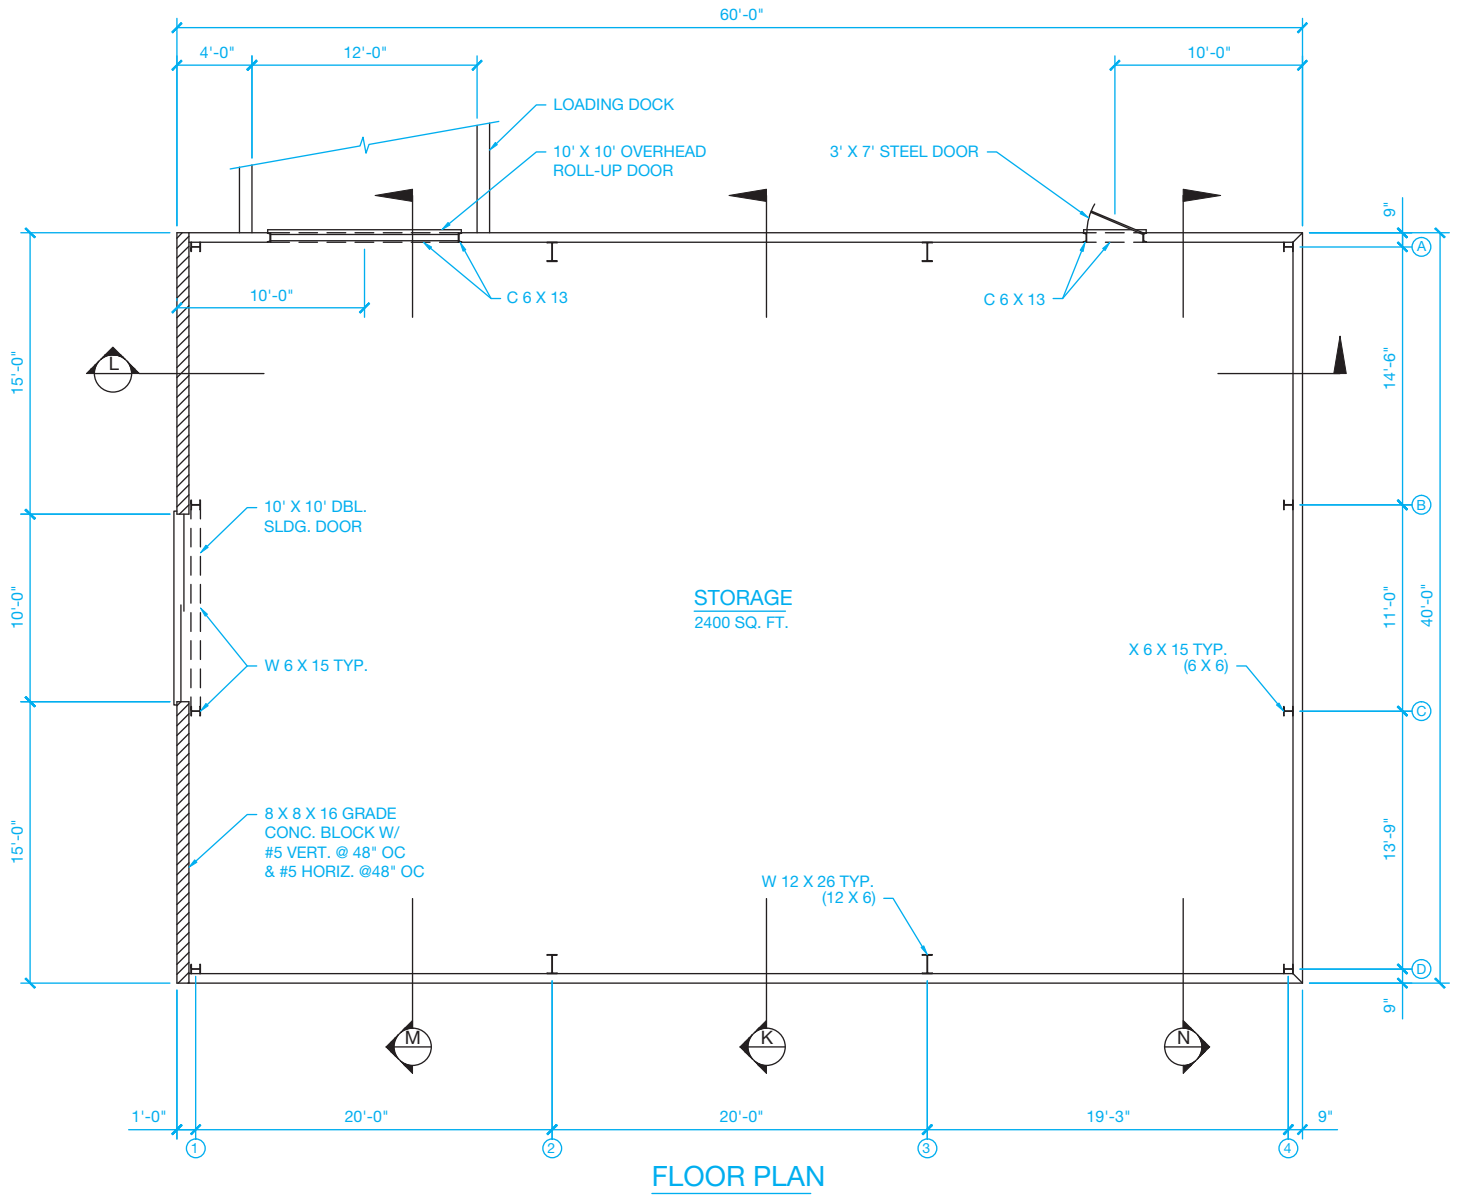 60'-0"
4'-0"
12'-0"
10'-0"
LOADING DOCK
10' X 10' OVERHEAD
ROLL-UP DOOR
3' X 7' STEEL DOOR
9"
A
10'-0"
C 6 X 13
C 6 X 13
15'-0"
L
14'-6"
10' X 10' DBL.
SLDG. DOOR
B
STORAGE
2400 SQ. FT.
10'-0"
11'-0"
40'-0"
W 6 X 15 TYP.
X 6 X 15 TYP.
(6 X 6)
C
8 X 8 X 16 GRADE
CONC. BLOCK W/
#5 VERT. @ 48" OC
& #5 HORIZ. @48" OC
15'-0"
13'-9"
W 12 X 26 TYP.
(12 X 6)
D
9"
M
K
N
1'-0"
20'-0"
20'-0"
19'-3"
9"
1
2
3
4
FLOOR PLAN